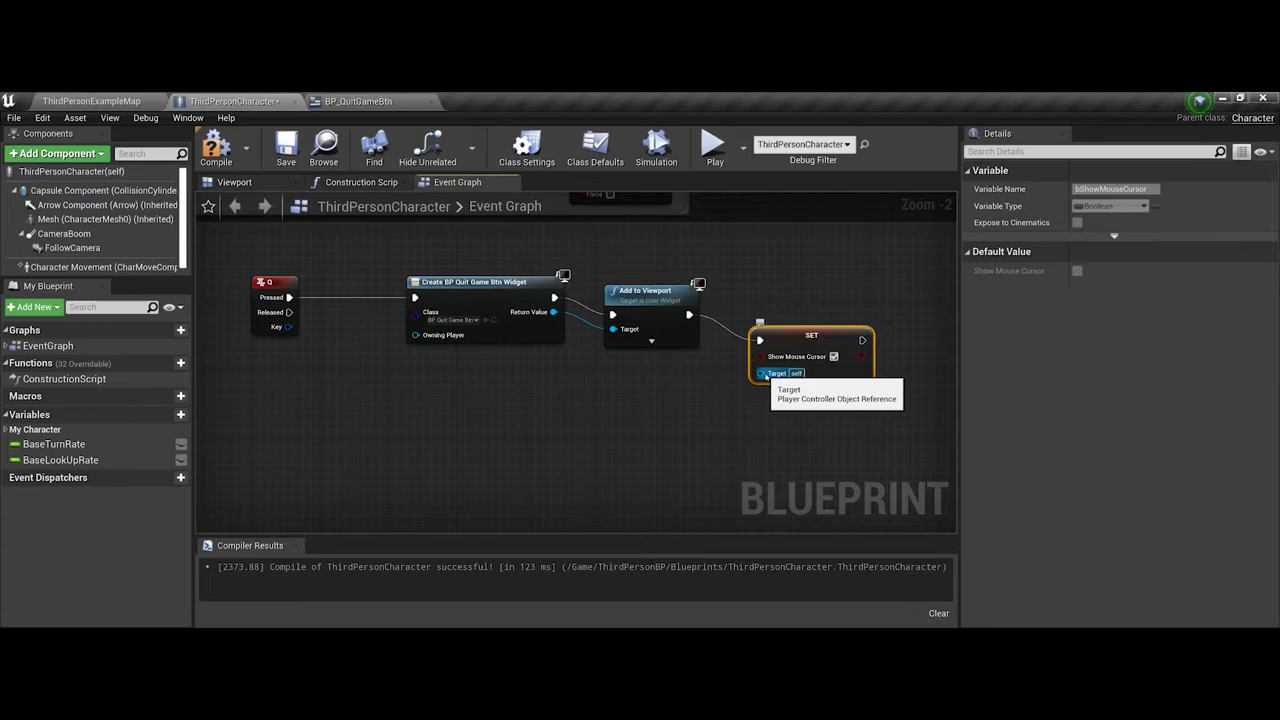 ThirdPersonExampleMap
ThirdPersonCharacter*
BP_QuitGameBtn
File Edit Asset View Debug Window Help
Parent class: Character
Components
Add Component
Search
ThirdPersonCharacter(self)
Capsule Component (CollisionCylinde
Arrow Component (Arrow) (Inherited)
Mesh (CharacterMesh0) (Inherited)
CameraBoom
FollowCamera
Character Movement (CharMoveComp
My Blueprint
Add New
Search
Graphs
EventGraph
Functions (32 Overridable)
ConstructionScript
Macros
Variables
My Character
BaseTurnRate
BaseLookUpRate
Event Dispatchers
Compile
Save
Browse
Find
Hide Unrelated
Class Settings
Class Defaults
Simulation
Play
ThirdPersonCharacter
Debug Filter
Viewport
Construction Script
Event Graph
ThirdPersonCharacter > Event Graph
Zoom -2
Force
Q
Pressed
Released
Key
Create BP Quit Game Btn Widget
Class
BP Quit Game Btn
Return Value
Owning Player
Add to Viewport
Target is User Widget
Target
SET
Show Mouse Cursor
Target self
Target
Player Controller Object Reference
BLUEPRINT
Compiler Results
[2373.88] Compile of ThirdPersonCharacter successful! [in 123 ms] (/Game/ThirdPersonBP/Blueprints/ThirdPersonCharacter.ThirdPersonCharacter)
Clear
Details
Search Details
Variable
Variable Name bShowMouseCursor
Variable Type Boolean
Expose to Cinematics
Default Value
Show Mouse Cursor